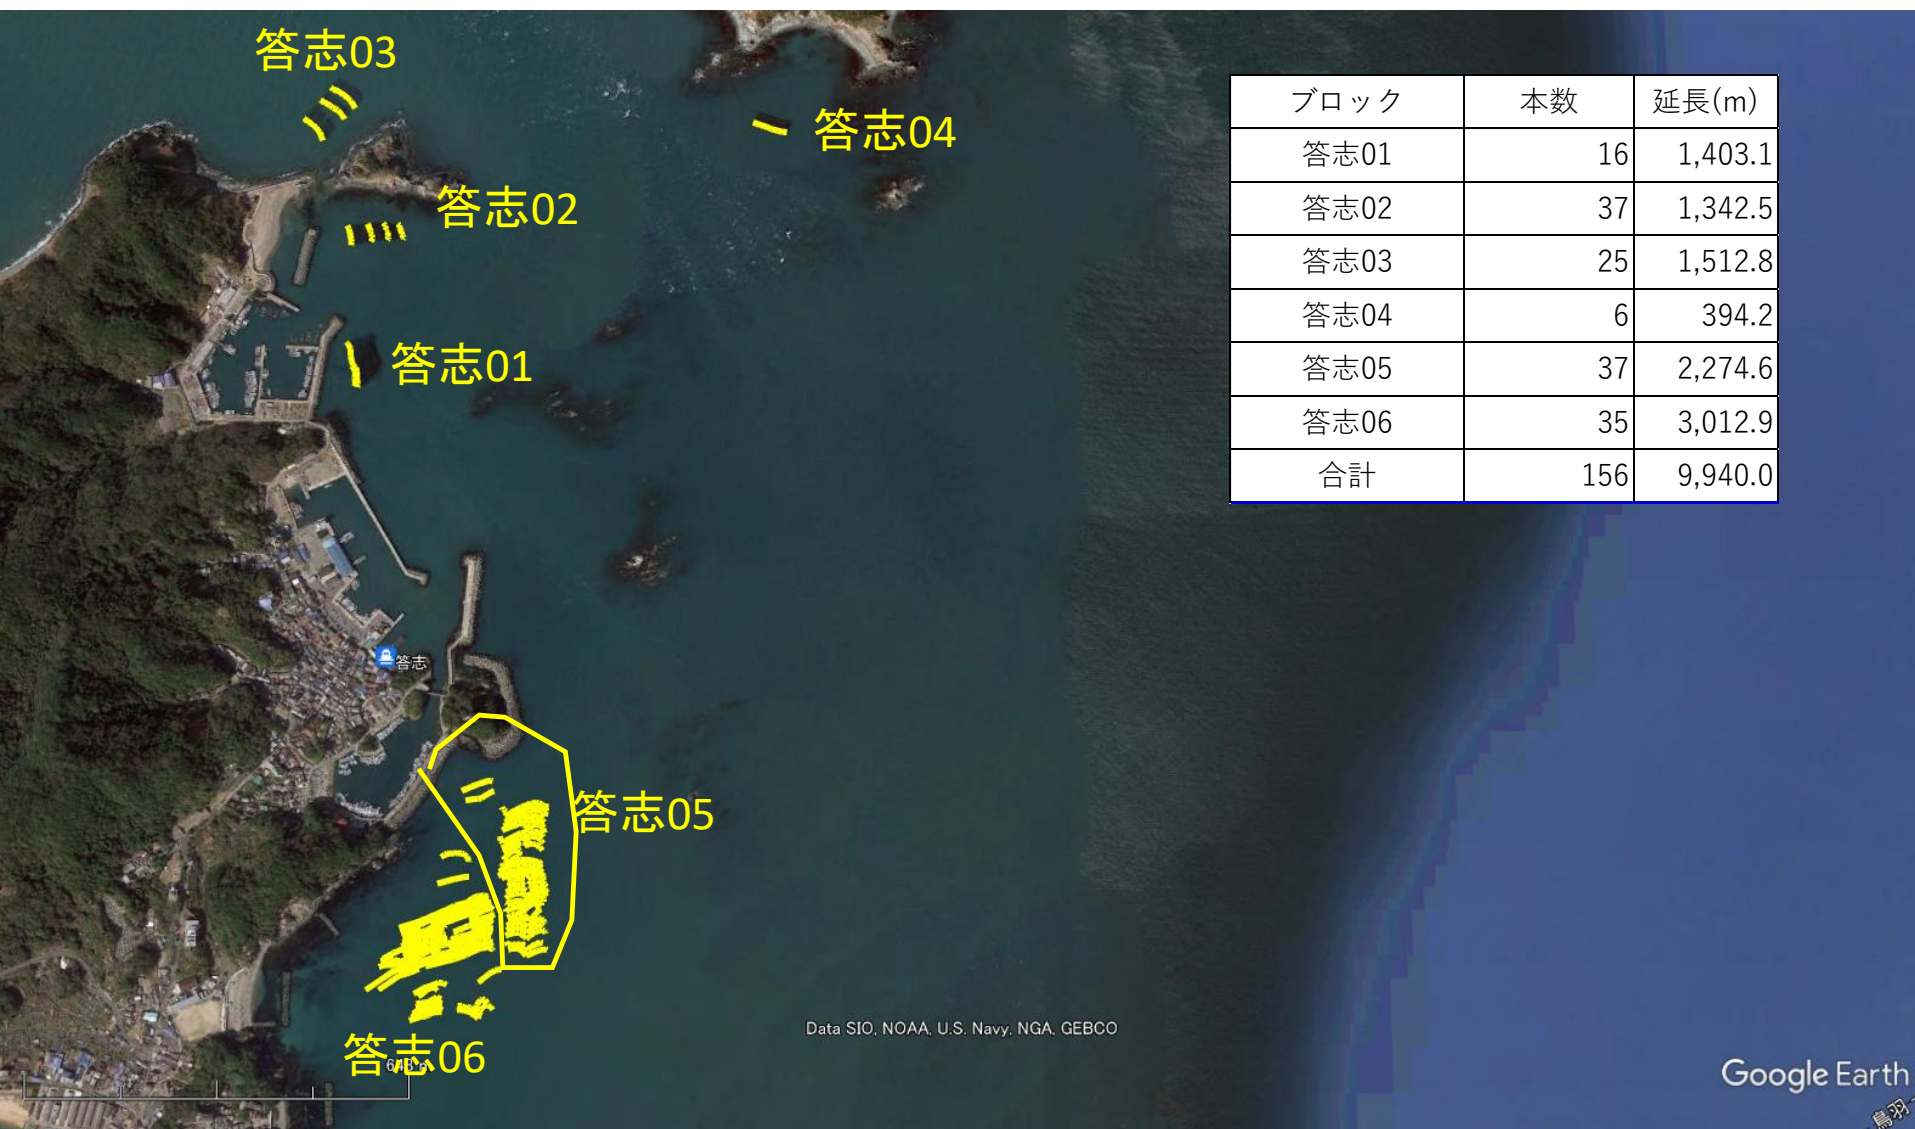 答志03
答志04
答志02
答志01
ブロック 本数 延長(m)
答志01 16 1,403.1
答志02 37 1,342.5
答志03 25 1,512.8
答志04 6 394.2
答志05 37 2,274.6
答志06 35 3,012.9
合計 156 9,940.0
答志
答志05
Data SIO, NOAA, U.S. Navy, NGA, GEBCO
答志06
Google Earth
鳥羽